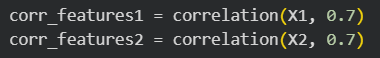 corr_features1 = correlation(X1, 0.7)
corr_features2 = correlation(X2, 0.7)